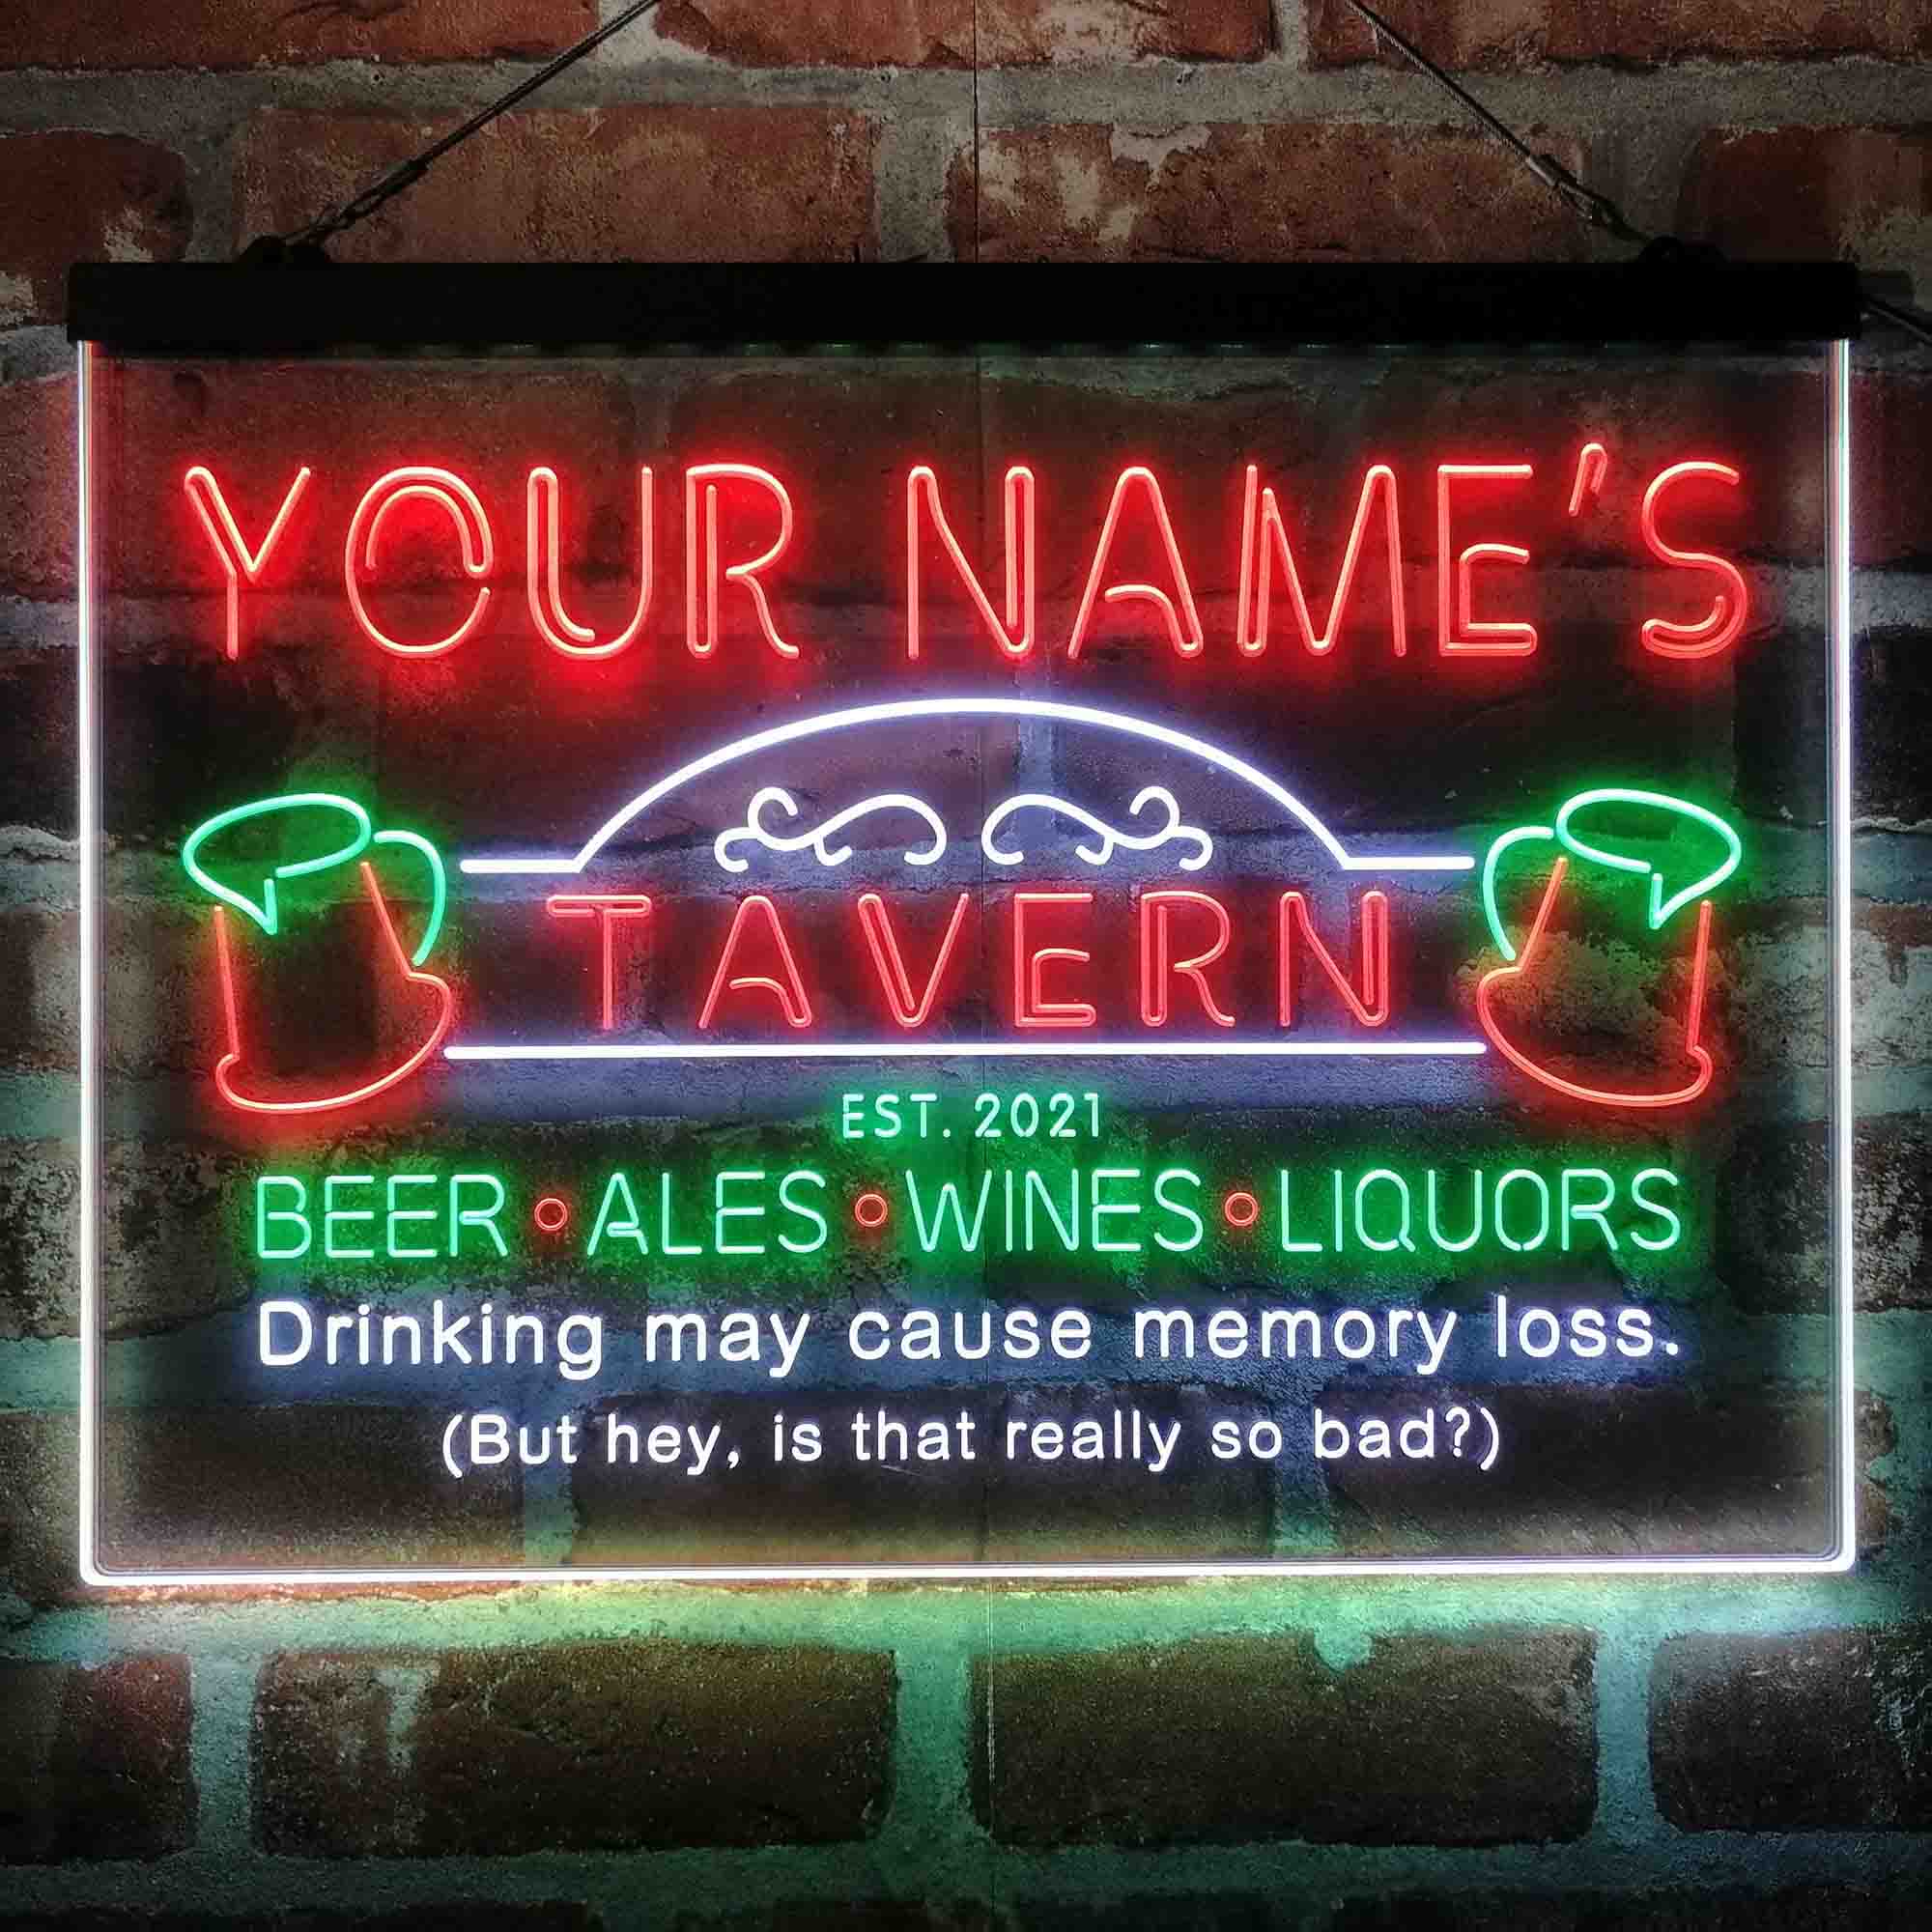 YOUR NAME'S
TAVERN
EST. 2021
BEER • ALES • WINES • LIQUORS
Drinking may cause memory loss.
(But hey, is that really so bad?)